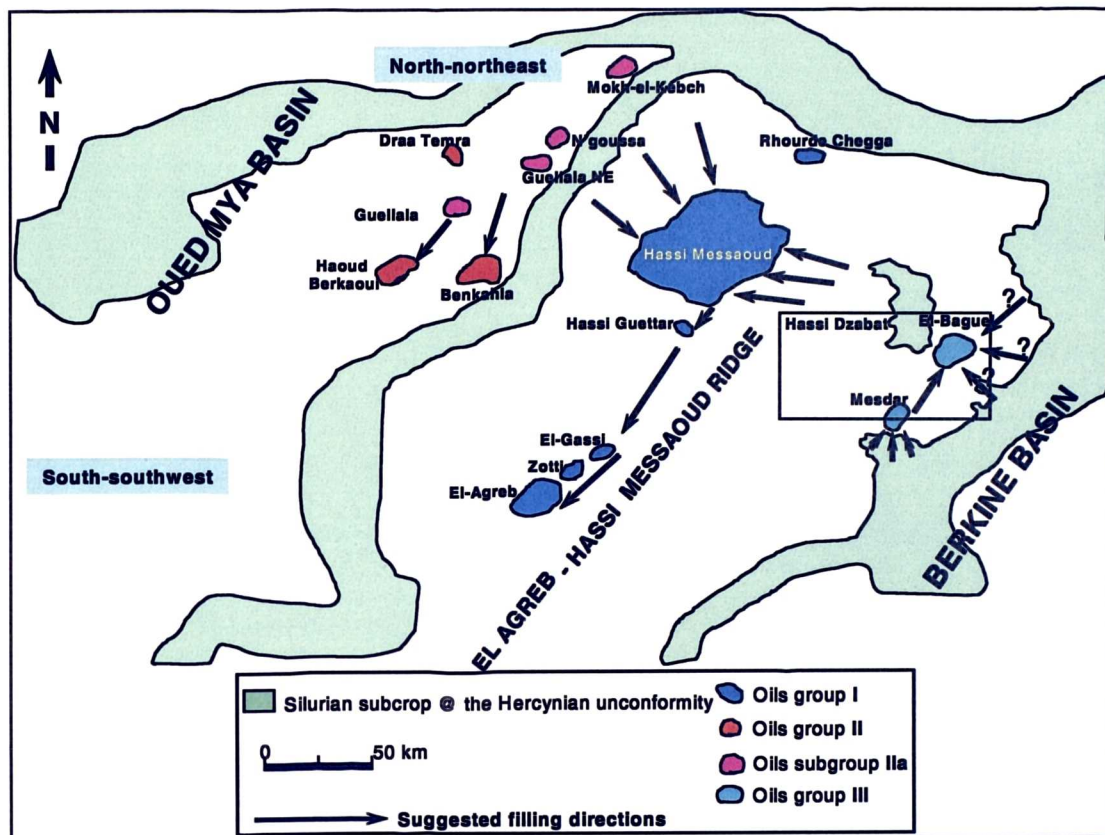 North-northeast
N
Mokh-el-Kebch
Draa Temra
N'goussa
Rhourde Chegga
Guellala NE
OUED MYA BASIN
Guellala
Hassi Messaoud
Haoud
Berkaoui
Benkahla
Hassi Guettar
Hassi Dzabat
El-Baguel
?
?
?
Mesdar
South-southwest
El-Gassi
Zotti
El-Agreb
EL AGREB - HASSI MESSAOUD RIDGE
BERKINE BASIN
Silurian subcrop @ the Hercynian unconformity
0
50 km
Suggested filling directions
Oils group I
Oils group II
Oils subgroup IIa
Oils group III